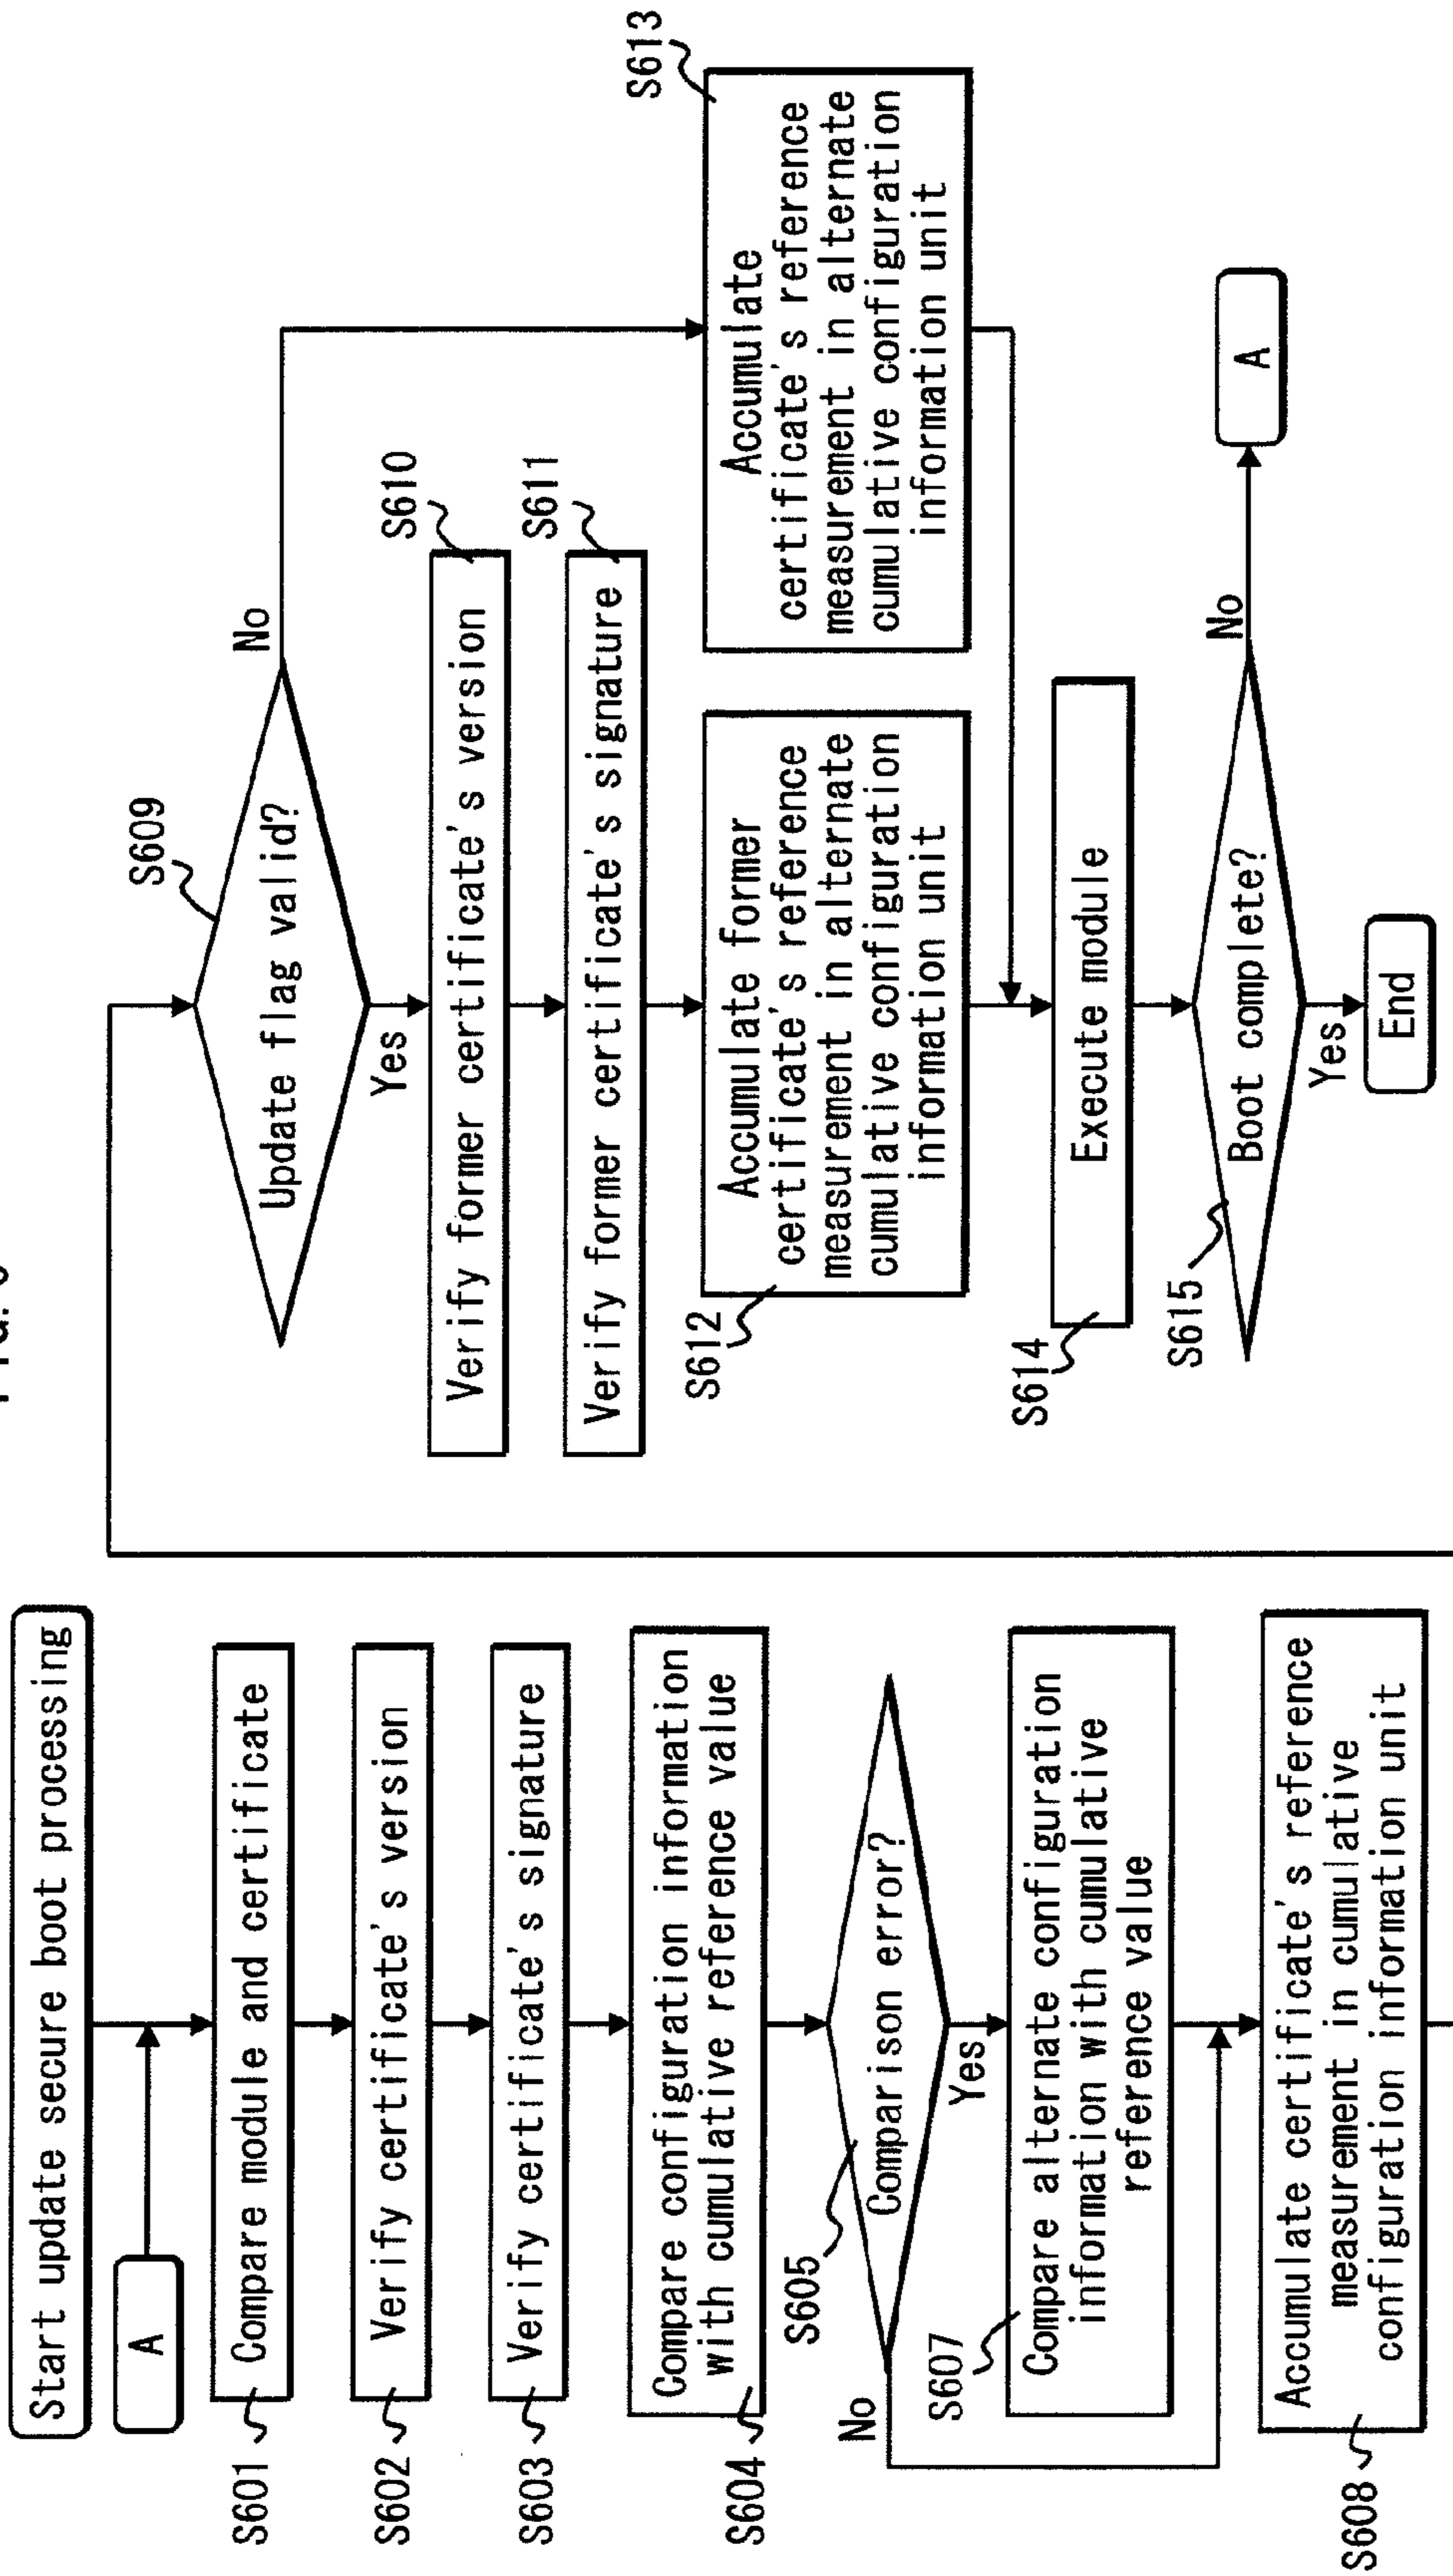 Start update secure boot processing
A
S601
Compare module and certificate
S602
Verify certificate's version
S603
Verify certificate's signature
S604
Compare configuration information
with cumulative reference value
S605
Comparison error?
No
Yes
S607
Compare alternate configuration
information with cumulative
reference value
S608
Accumulate certificate's reference
measurement in cumulative
configuration information unit
S609
Update flag valid?
No
Yes
S610
Verify former certificate's version
S611
Verify former certificate's signature
S612
Accumulate former
certificate's reference
measurement in alternate
cumulative configuration
information unit
S613
Accumulate
certificate's reference
measurement in alternate
cumulative configuration
information unit
S614
Execute module
S615
Boot complete?
No
A
Yes
End